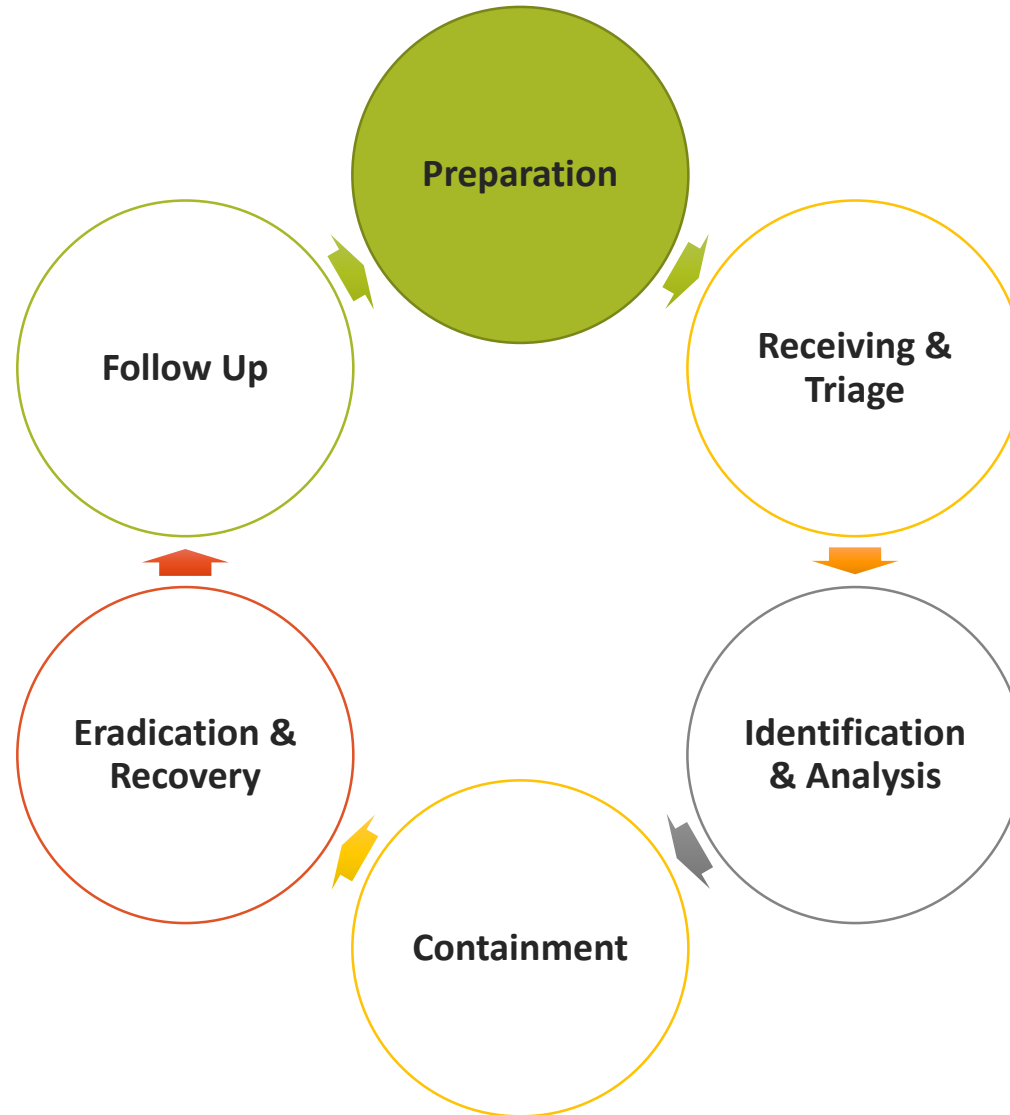 Preparation
Receiving &
Triage
Identification
& Analysis
Containment
Eradication &
Recovery
Follow Up